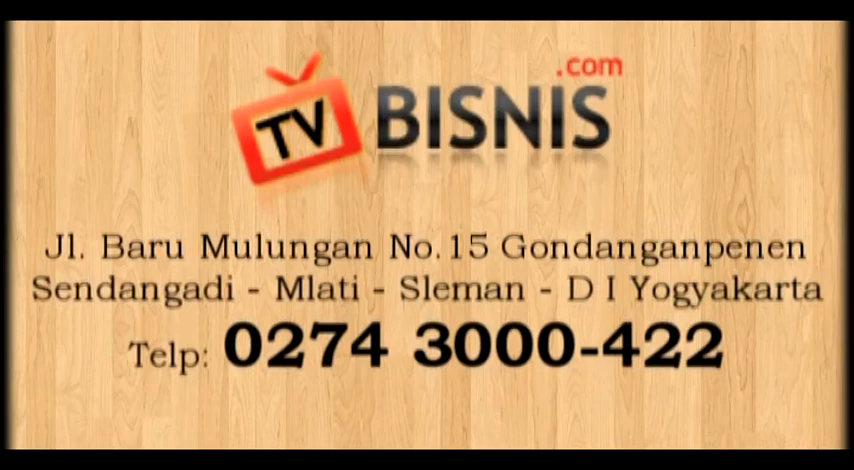 TV BISNIS .com
Jl. Baru Mulungan No.15 Gondanganpenen
Sendangadi - Mlati - Sleman - D I Yogyakarta
Telp: 0274 3000-422